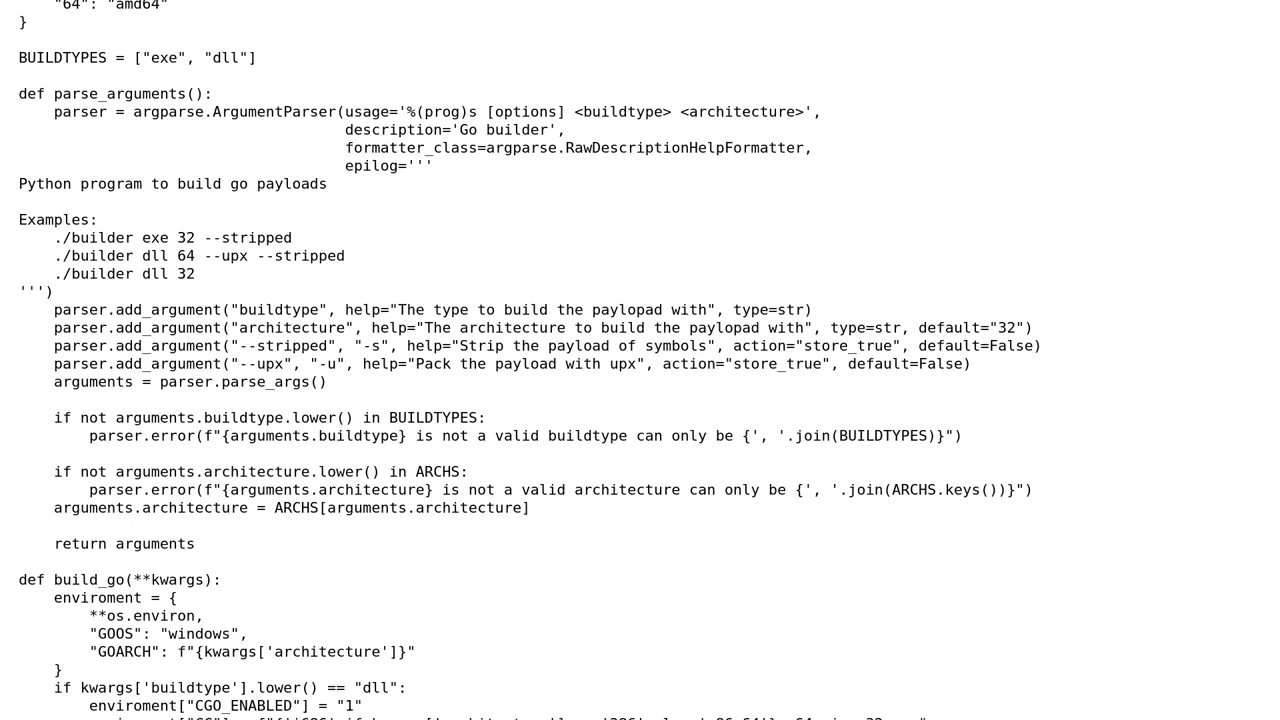 "64": "amd64"
}

BUILDTYPES = ["exe", "dll"]

def parse_arguments():
    parser = argparse.ArgumentParser(usage='%(prog)s [options] <buildtype> <architecture>',
                                     description='Go builder',
                                     formatter_class=argparse.RawDescriptionHelpFormatter,
                                     epilog='''
Python program to build go payloads

Examples:
    ./builder exe 32 --stripped
    ./builder dll 64 --upx --stripped
    ./builder dll 32
''')
    parser.add_argument("buildtype", help="The type to build the paylopad with", type=str)
    parser.add_argument("architecture", help="The architecture to build the paylopad with", type=str, default="32")
    parser.add_argument("--stripped", "-s", help="Strip the payload of symbols", action="store_true", default=False)
    parser.add_argument("--upx", "-u", help="Pack the payload with upx", action="store_true", default=False)
    arguments = parser.parse_args()

    if not arguments.buildtype.lower() in BUILDTYPES:
        parser.error(f"{arguments.buildtype} is not a valid buildtype can only be {', '.join(BUILDTYPES)}")

    if not arguments.architecture.lower() in ARCHS:
        parser.error(f"{arguments.architecture} is not a valid architecture can only be {', '.join(ARCHS.keys())}")
    arguments.architecture = ARCHS[arguments.architecture]

    return arguments

def build_go(**kwargs):
    enviroment = {
        **os.environ,
        "GOOS": "windows",
        "GOARCH": f"{kwargs['architecture']}"
    }
    if kwargs['buildtype'].lower() == "dll":
        enviroment["CGO_ENABLED"] = "1"